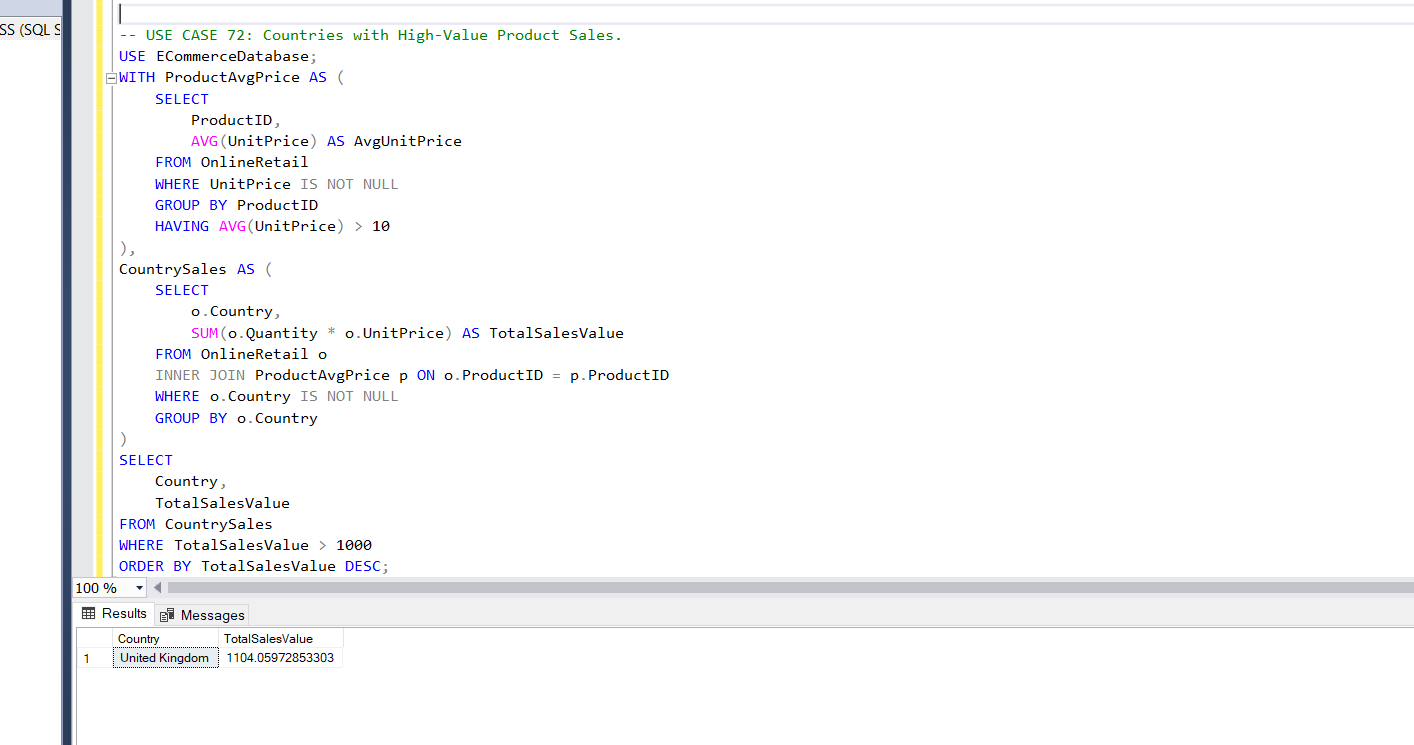 SS (SQL S
-- USE CASE 72: Countries with High-Value Product Sales.
USE ECommerceDatabase;
WITH ProductAvgPrice AS (
    SELECT
        ProductID,
        AVG(UnitPrice) AS AvgUnitPrice
    FROM OnlineRetail
    WHERE UnitPrice IS NOT NULL
    GROUP BY ProductID
    HAVING AVG(UnitPrice) > 10
),
CountrySales AS (
    SELECT
        o.Country,
        SUM(o.Quantity * o.UnitPrice) AS TotalSalesValue
    FROM OnlineRetail o
    INNER JOIN ProductAvgPrice p ON o.ProductID = p.ProductID
    WHERE o.Country IS NOT NULL
    GROUP BY o.Country
)
SELECT
    Country,
    TotalSalesValue
FROM CountrySales
WHERE TotalSalesValue > 1000
ORDER BY TotalSalesValue DESC;
100 %
Results Messages
Country TotalSalesValue
1 United Kingdom 1104.05972853303